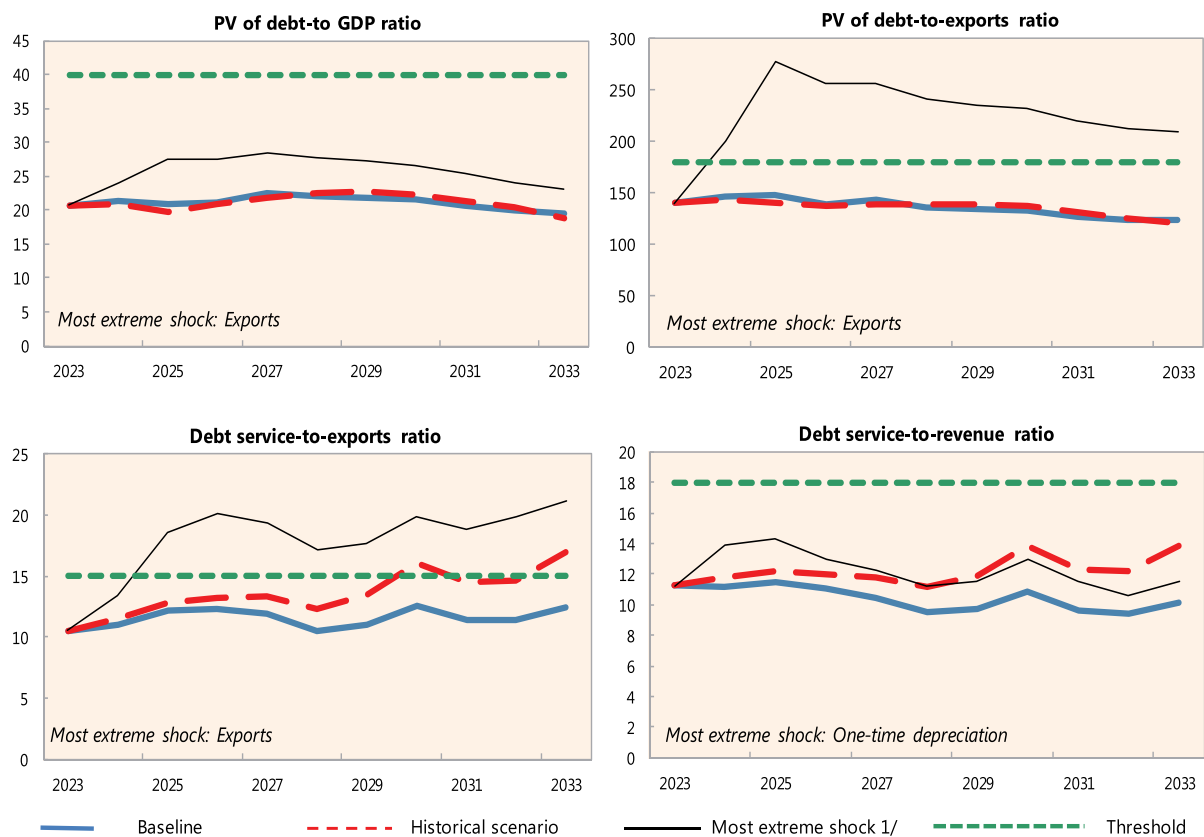 PV of debt-to GDP ratio
45
40
35
30
25
20
15
10
5
0
Most extreme shock: Exports
2023 2025 2027 2029 2031 2033
PV of debt-to-exports ratio
300
250
200
150
100
50
0
Most extreme shock: Exports
2023 2025 2027 2029 2031 2033
Debt service-to-exports ratio
25
20
15
10
5
0
Most extreme shock: Exports
2023 2025 2027 2029 2031 2033
Debt service-to-revenue ratio
20
18
16
14
12
10
8
6
4
2
0
Most extreme shock: One-time depreciation
2023 2025 2027 2029 2031 2033
Baseline Historical scenario Most extreme shock 1/ Threshold